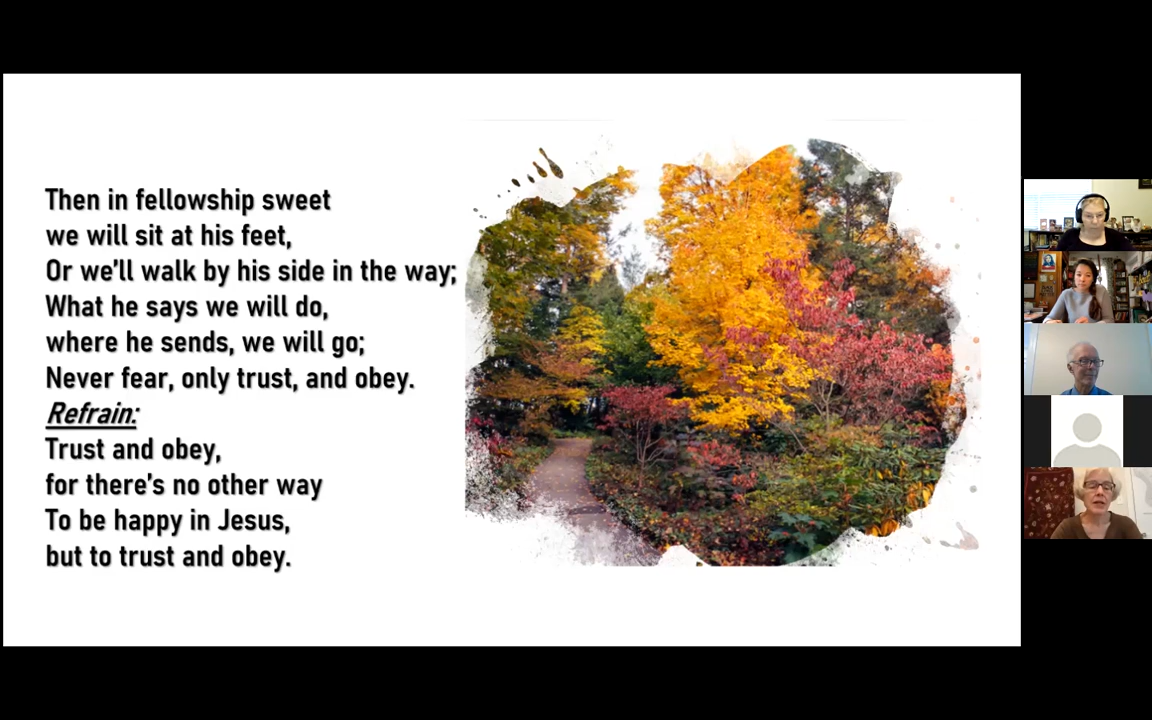 Then in fellowship sweet
we will sit at his feet,
Or we'll walk by his side in the way;
What he says we will do,
where he sends, we will go;
Never fear, only trust, and obey.
Refrain:
Trust and obey,
for there's no other way
To be happy in Jesus,
but to trust and obey.